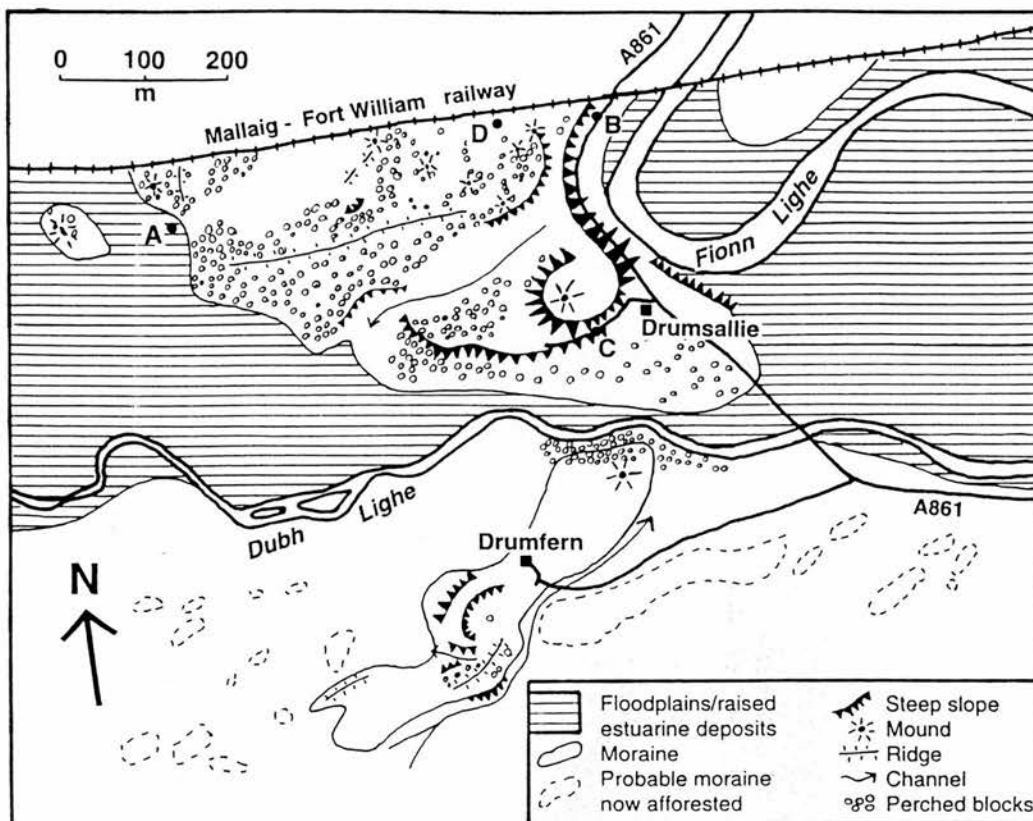 0 100 200
m
Mallaig - Fort William railway
A861
D
B
A
Fionn Lighe
Drumsallie
C
Dubh Lighe
A861
Drumfern
N
Floodplains/raised
estuarine deposits
Moraine
Probable moraine
now afforested
Steep slope
Mound
Ridge
Channel
Perched blocks